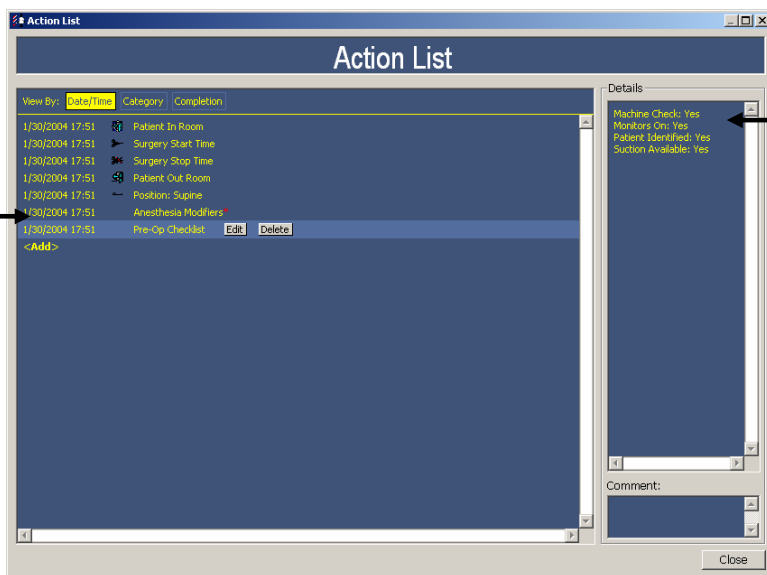 Action List
Action List
View By: Date/Time Category Completion
1/30/2004 17:51 Patient In Room
1/30/2004 17:51 Surgery Start Time
1/30/2004 17:51 Surgery Stop Time
1/30/2004 17:51 Patient Out Room
1/30/2004 17:51 Position: Supine
1/30/2004 17:51 Anesthesia Modifiers*
1/30/2004 17:51 Pre-Op Checklist Edit Delete
<Add>
Details
Machine Check: Yes
Monitors On: Yes
Patient Identified: Yes
Suction Available: Yes
Comment:
Close